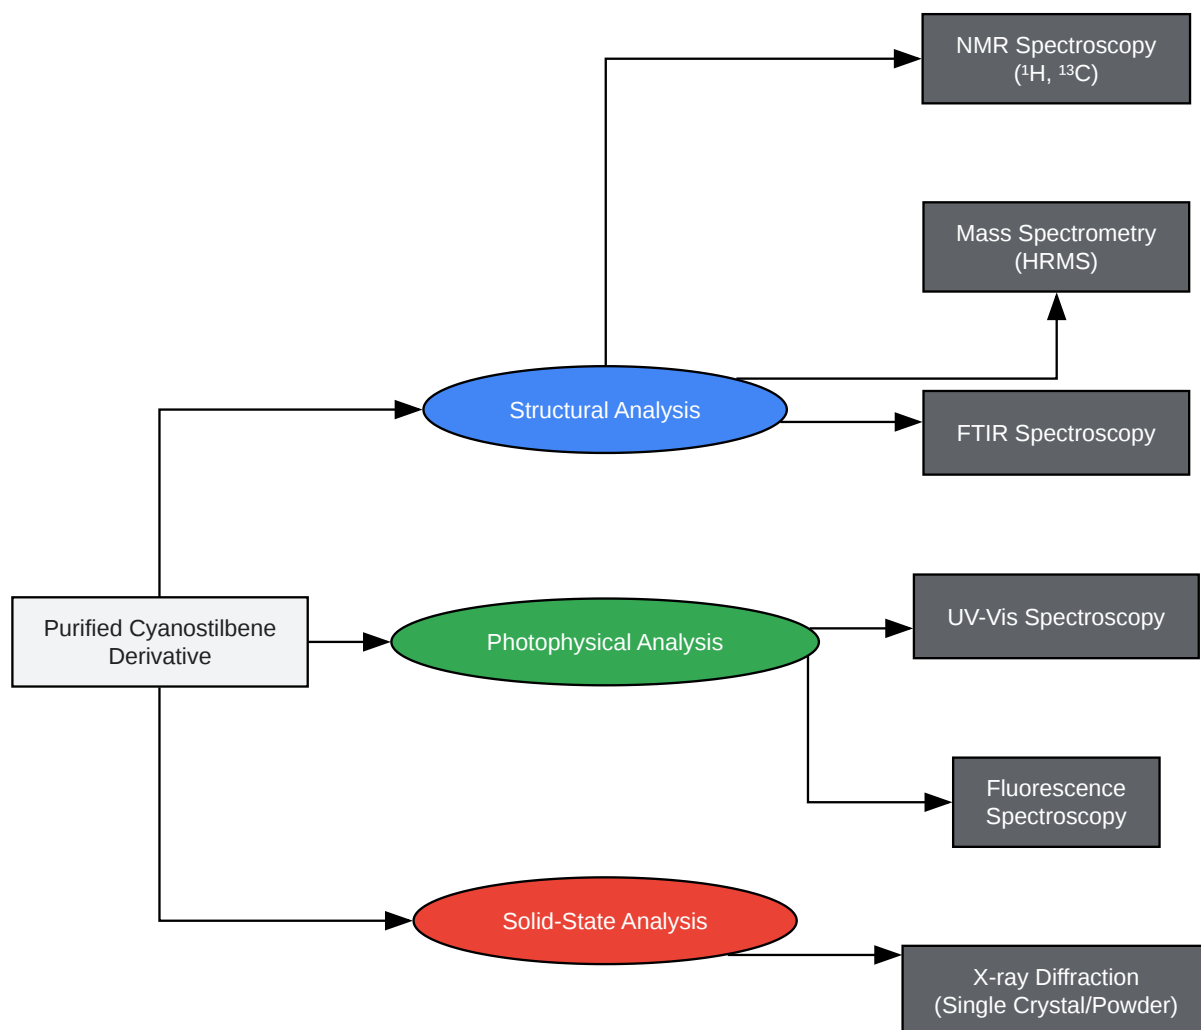 NMR Spectroscopy
(¹H, ¹³C)
Mass Spectrometry
(HRMS)
Structural Analysis
FTIR Spectroscopy
Purified Cyanostilbene
Derivative
Photophysical Analysis
UV-Vis Spectroscopy
Fluorescence
Spectroscopy
Solid-State Analysis
X-ray Diffraction
(Single Crystal/Powder)